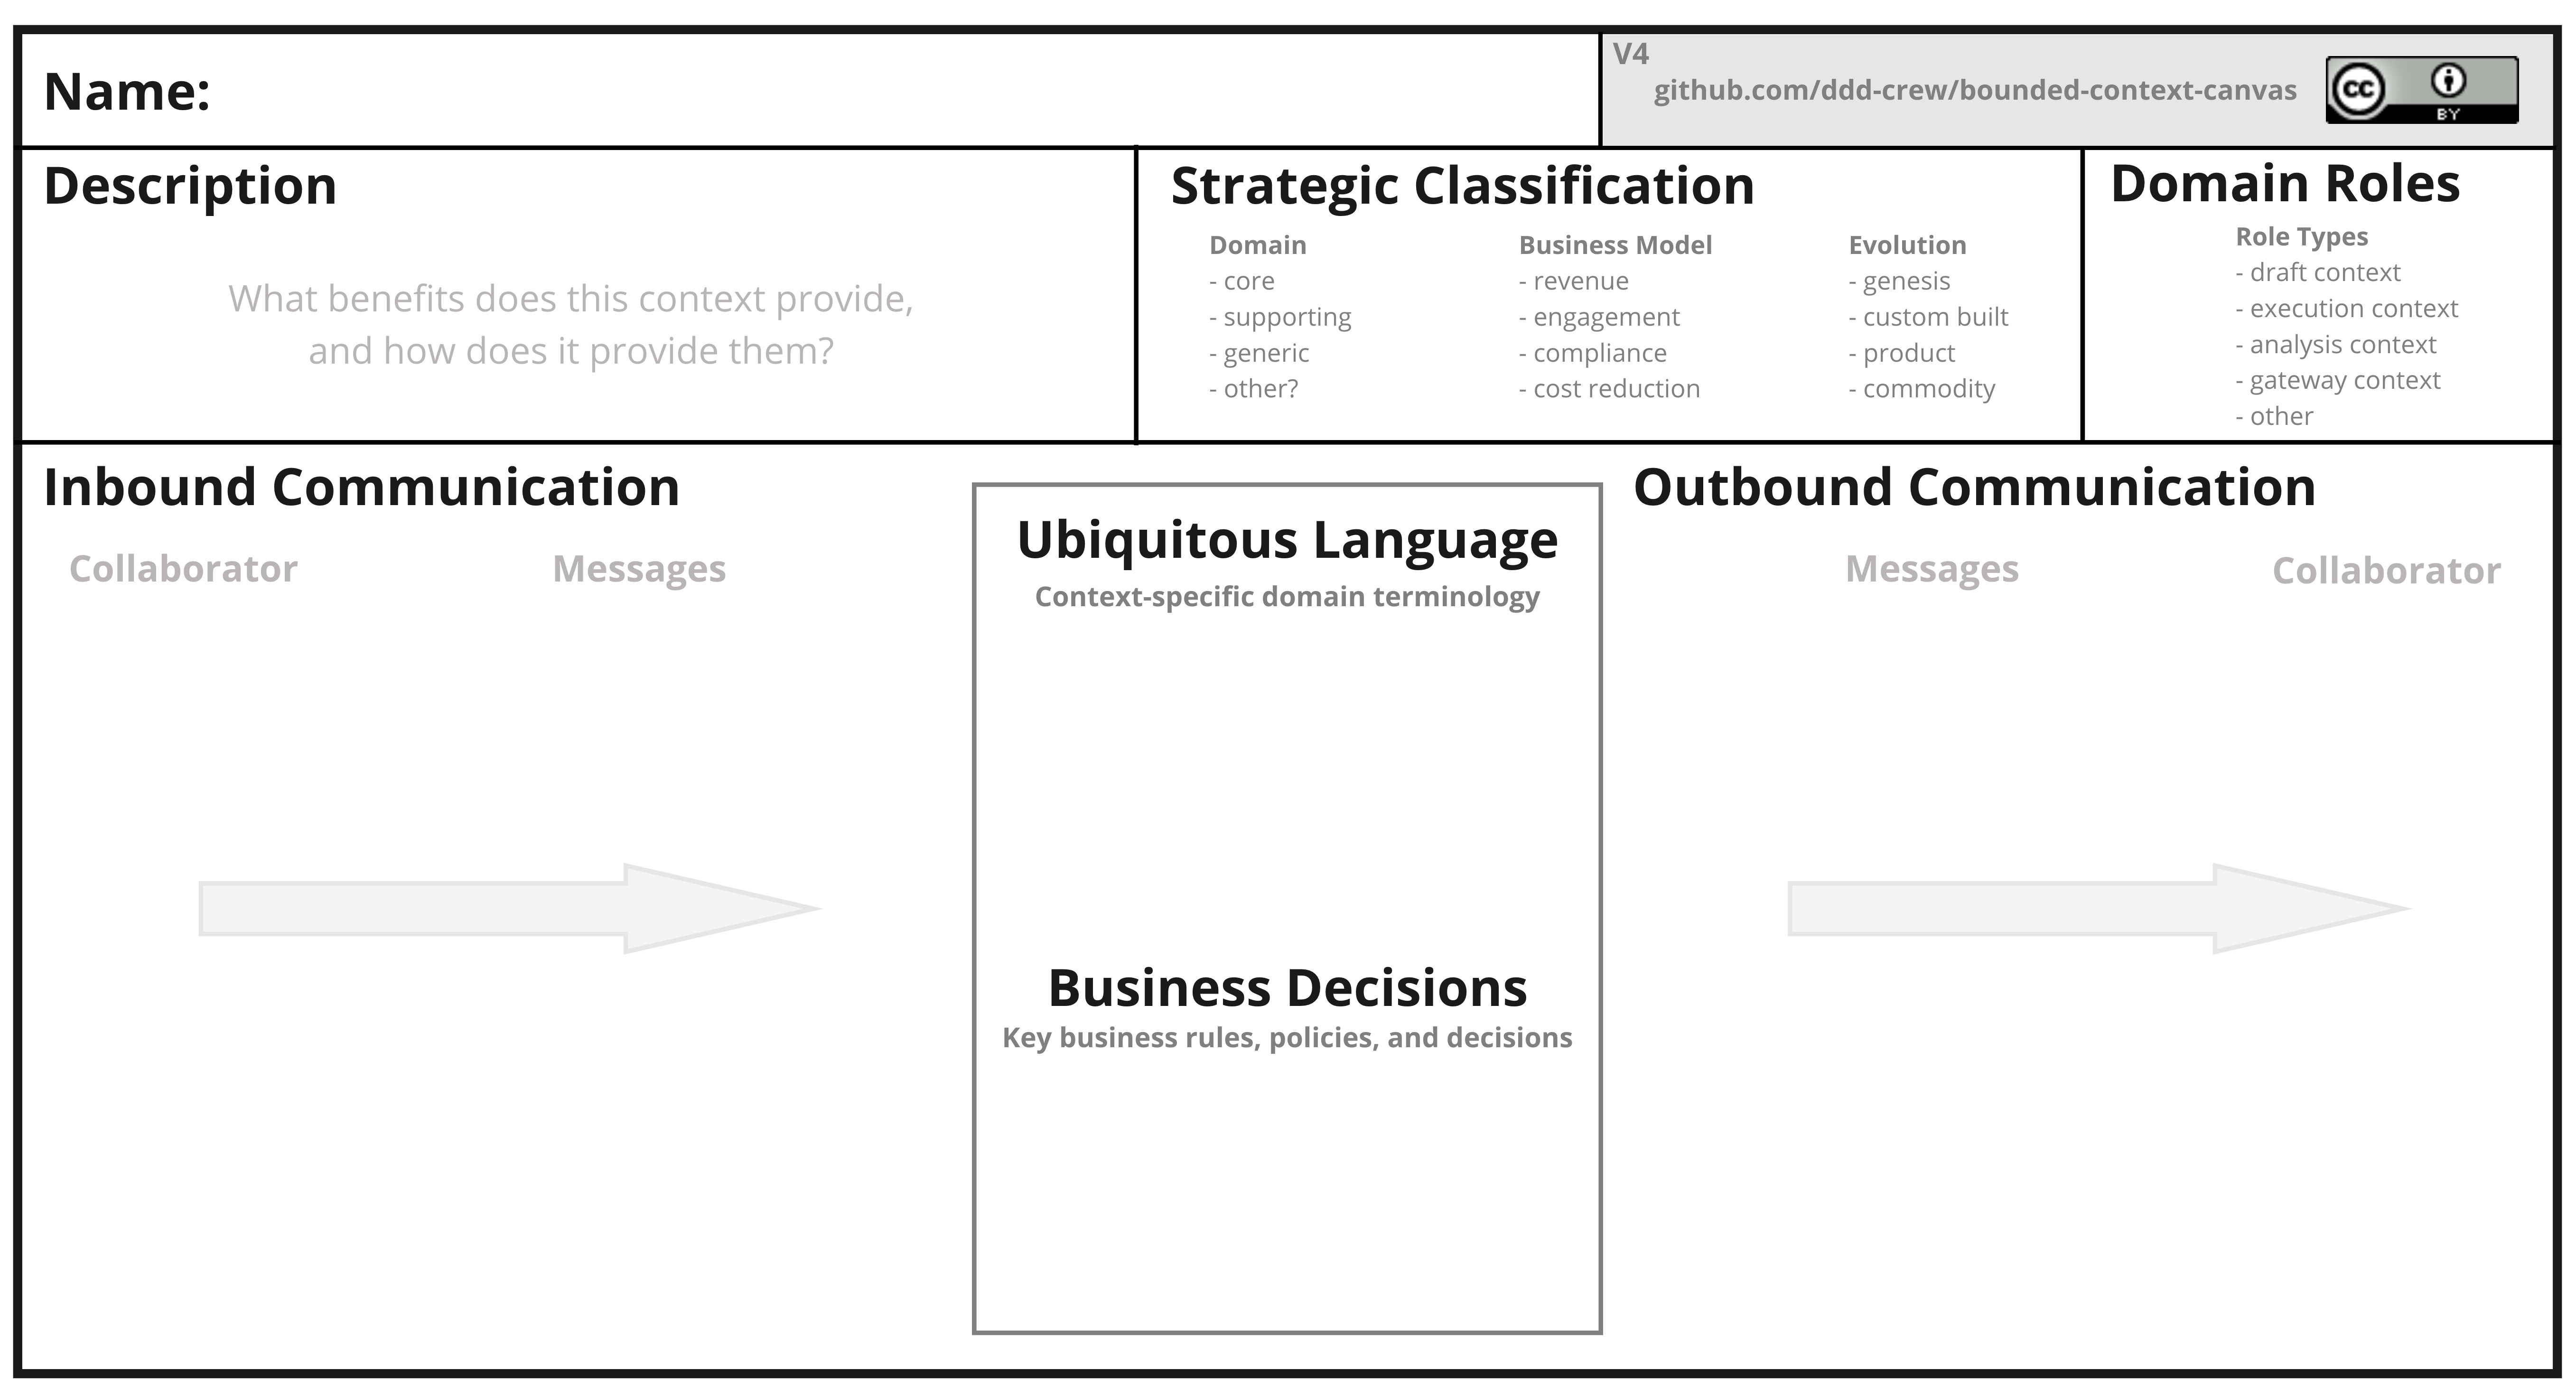 Name:
V4
github.com/ddd-crew/bounded-context-canvas
cc
BY
Description
What benefits does this context provide,
and how does it provide them?
Strategic Classification
Domain
- core
- supporting
- generic
- other?
Business Model
- revenue
- engagement
- compliance
- cost reduction
Evolution
- genesis
- custom built
- product
- commodity
Domain Roles
Role Types
- draft context
- execution context
- analysis context
- gateway context
- other
Inbound Communication
Collaborator
Messages
Ubiquitous Language
Context-specific domain terminology
Business Decisions
Key business rules, policies, and decisions
Outbound Communication
Messages
Collaborator